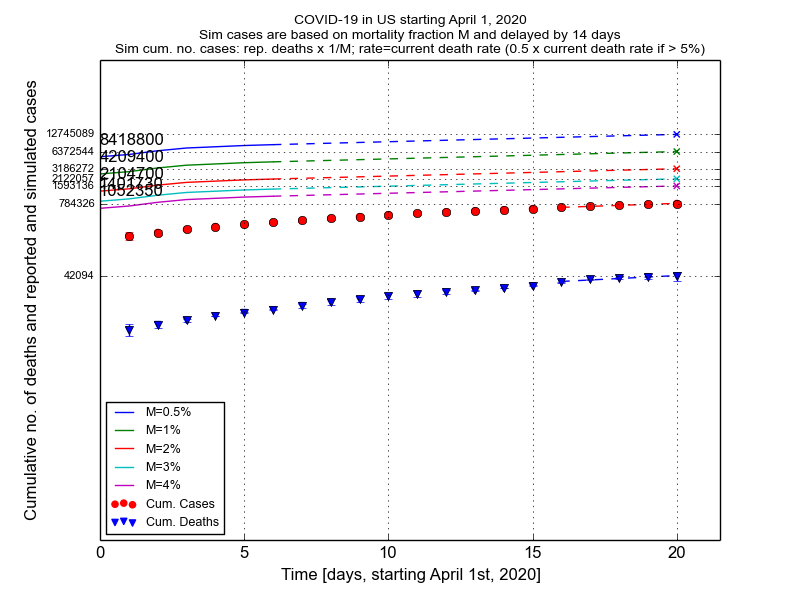 COVID-19 in US starting April 1, 2020
Sim cases are based on mortality fraction M and delayed by 14 days
Sim cum. no. cases: rep. deaths x 1/M; rate=current death rate (0.5 x current death rate if > 5%)
Cumulative no. of deaths and reported and simulated cases
12745089
8418800
6372544
4209400
3186272
2104700
2122057
1401730
1593136
1052350
784326
42094
M=0.5%
M=1%
M=2%
M=3%
M=4%
Cum. Cases
Cum. Deaths
0 5 10 15 20
Time [days, starting April 1st, 2020]